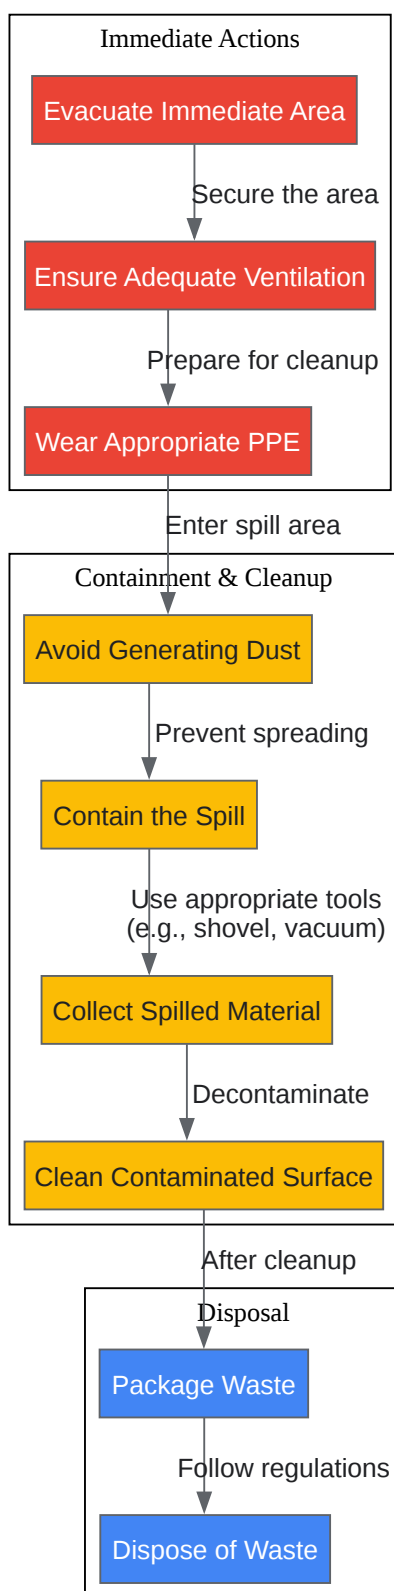 Immediate Actions
Evacuate Immediate Area
Secure the area
Ensure Adequate Ventilation
Prepare for cleanup
Wear Appropriate PPE
Enter spill area
Containment & Cleanup
Avoid Generating Dust
Prevent spreading
Contain the Spill
Use appropriate tools
(e.g., shovel, vacuum)
Collect Spilled Material
Decontaminate
Clean Contaminated Surface
After cleanup
Disposal
Package Waste
Follow regulations
Dispose of Waste